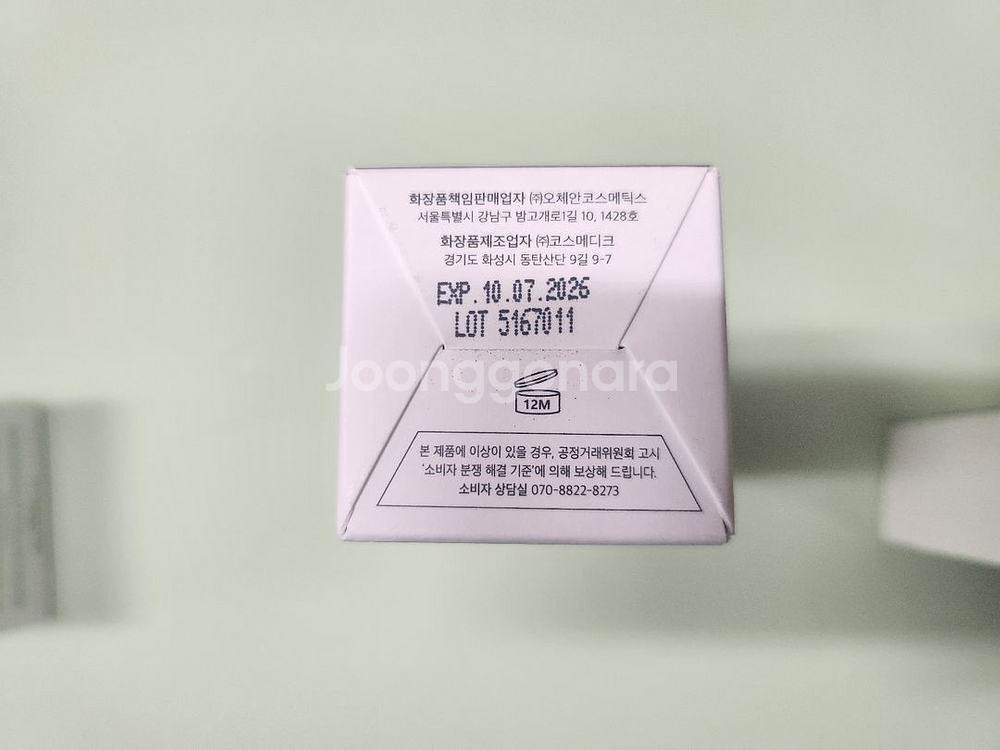 화장품책임판매업자 ㈜오체안코스메틱스
서울특별시 강남구 밤고개로1길 10, 1428호
화장품제조업자 ㈜코스메디크
경기도 화성시 동탄산단 9길 9-7
EXP.10.07.2026
LOT 5167011
Joonggonara
12M
본 제품에 이상이 있을 경우, 공정거래위원회 고시
'소비자 분쟁 해결 기준'에 의해 보상해 드립니다.
소비자 상담실 070-8822-8273